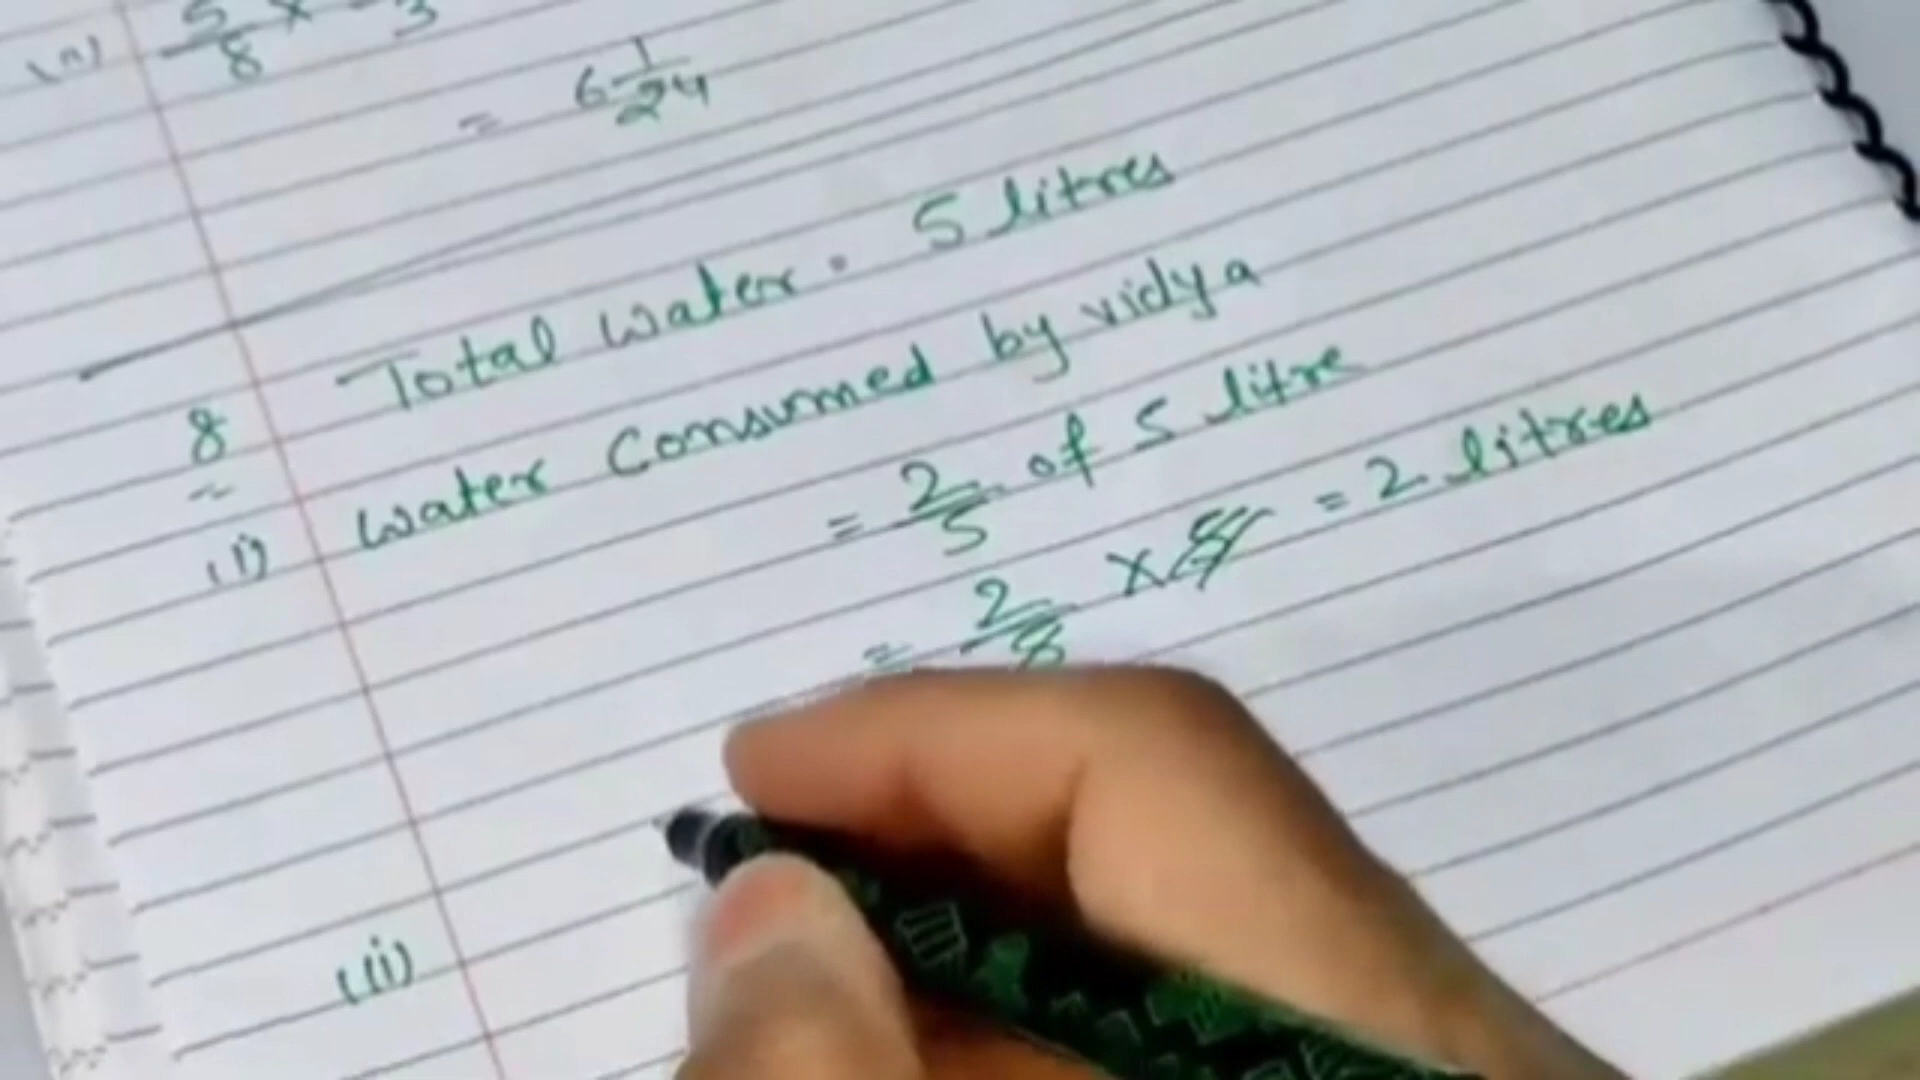 (ii) 5/8 × 3
= 6 1/24
8 Total water = 5 litres
(i) water Consumed by vidya
= 2/5 of 5 litre
= 2/5 × 5 = 2 litres
(ii)